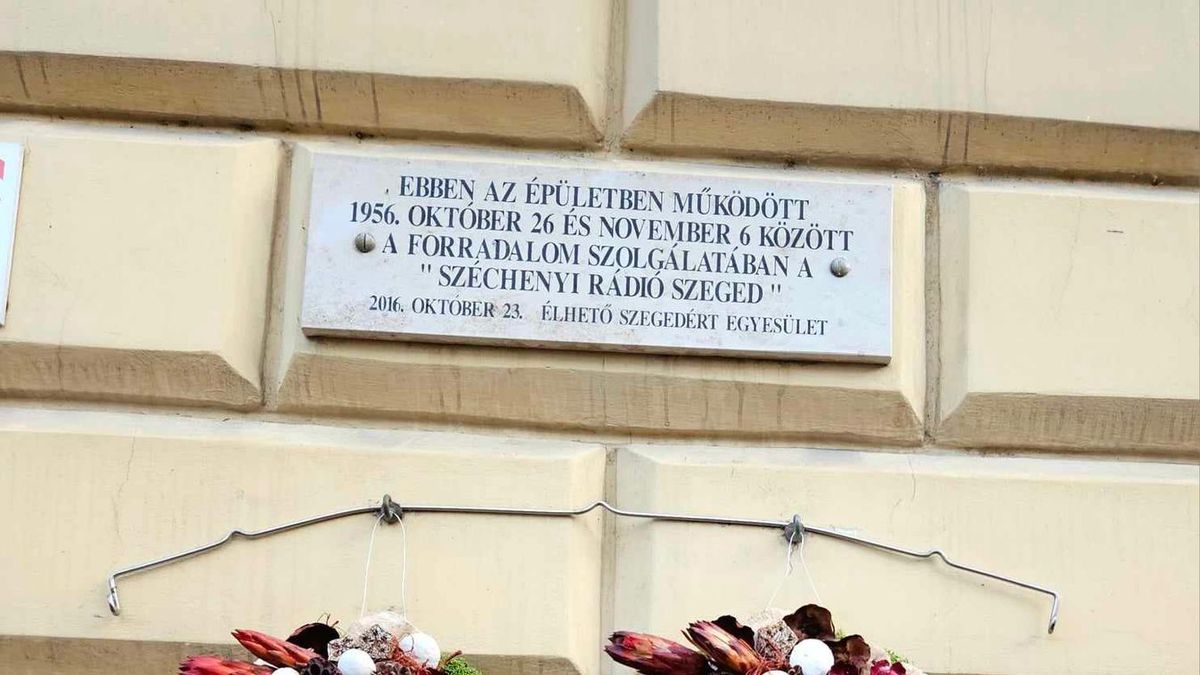 EBBEN AZ ÉPÜLETBEN MŰKÖDÖTT
1956. OKTÓBER 26 ÉS NOVEMBER 6 KÖZÖTT
A FORRADALOM SZOLGÁLATÁBAN A
" SZÉCHENYI RÁDIÓ SZEGED "
2016. OKTÓBER 23. ÉLHETŐ SZEGEDÉRT EGYESÜLET